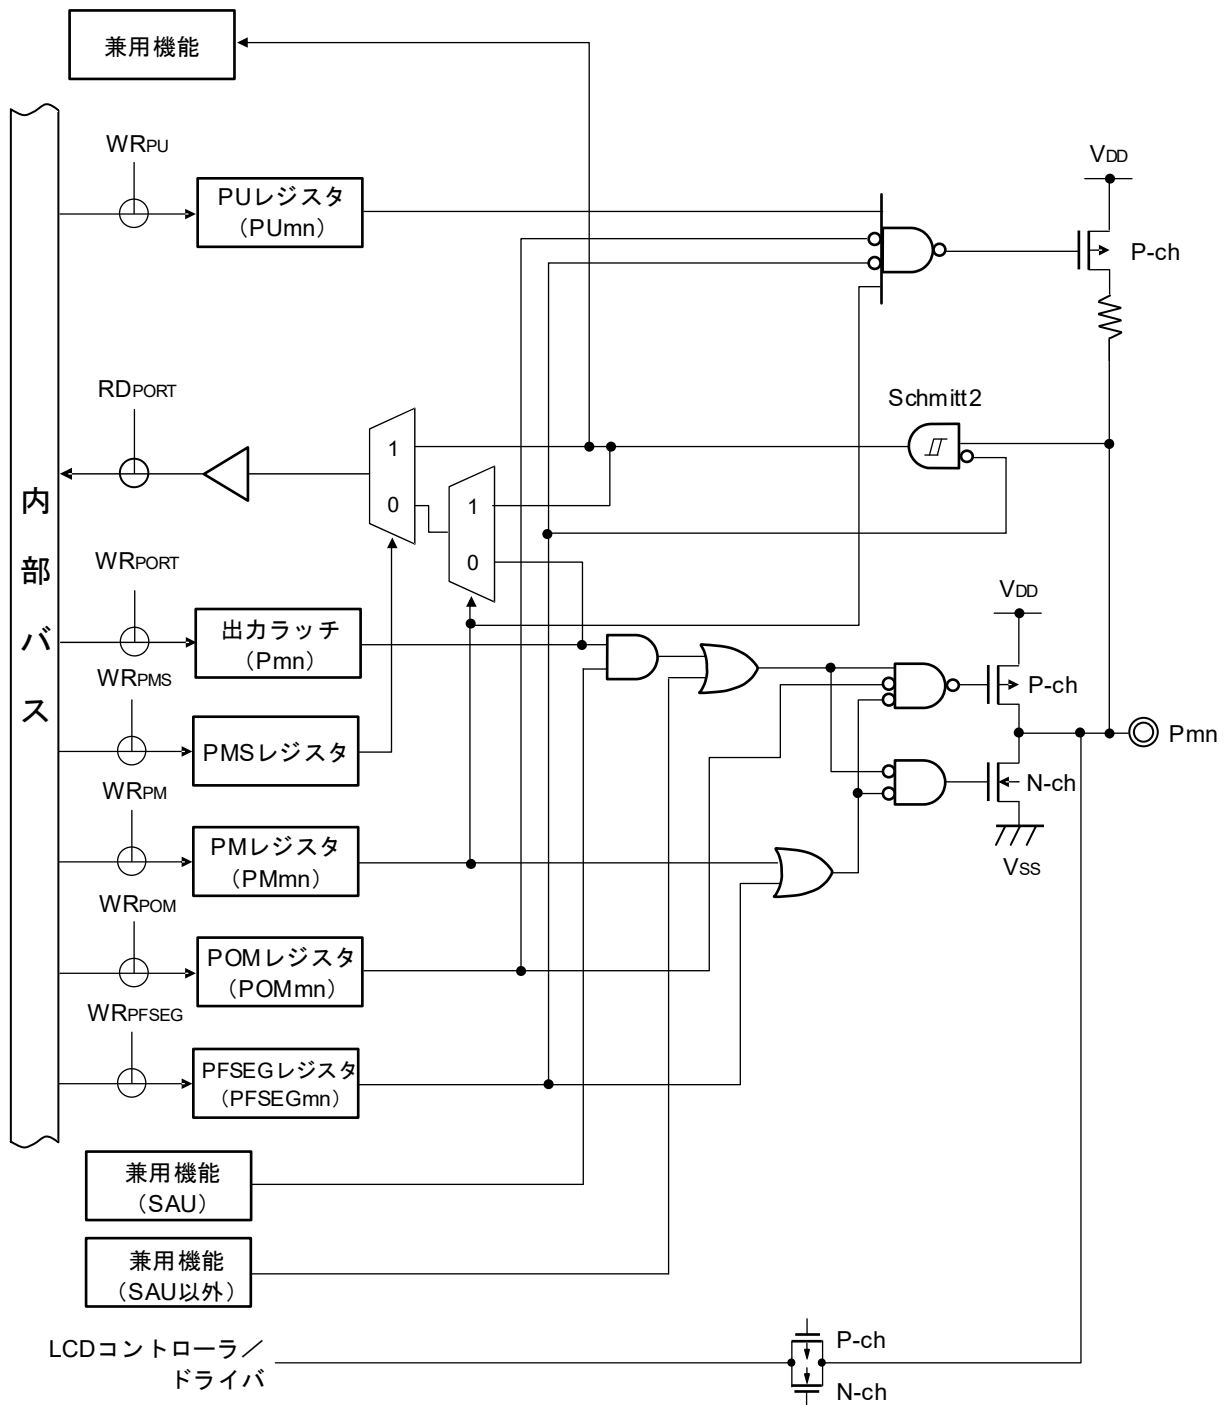 兼用機能
WRPU
PUレジスタ
(PUmn)
VDD
P-ch
RDPORT
Schmitt2
1
0
1
0
内部バス
WRPORT
出力ラッチ
(Pmn)
VDD
P-ch
WRPMS
PMSレジスタ
Pmn
N-ch
WRPM
PMレジスタ
(PMmn)
VSS
WRPOM
POMレジスタ
(POMmn)
WRPFSEG
PFSEGレジスタ
(PFSEGmn)
兼用機能
(SAU)
兼用機能
(SAU以外)
LCDコントローラ/
ドライバ
P-ch
N-ch